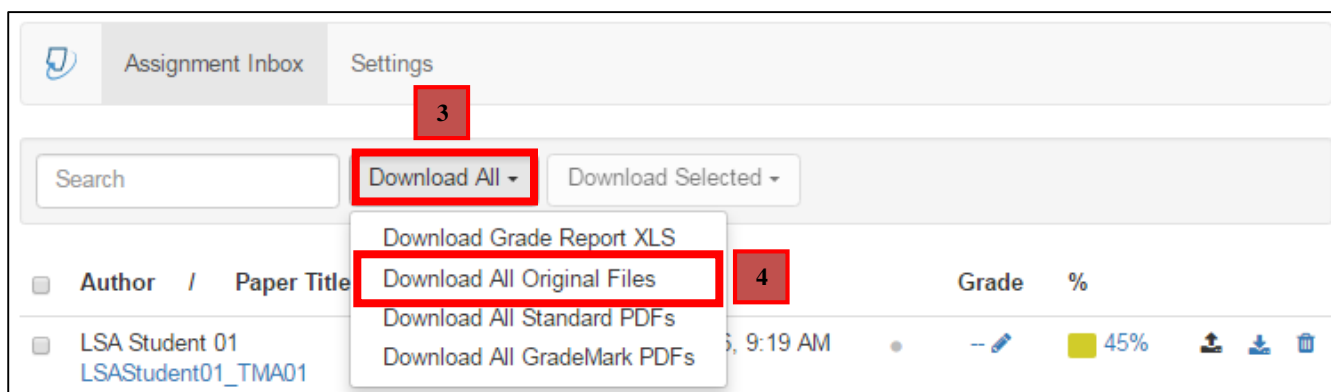 Assignment Inbox Settings
3
Search Download All Download Selected
Download Grade Report XLS
Author / Paper Title Download All Original Files 4 Grade %
Download All Standard PDFs
LSA Student 01 9:19 AM -- 45%
Download All GradeMark PDFs
LSAStudent01_TMA01